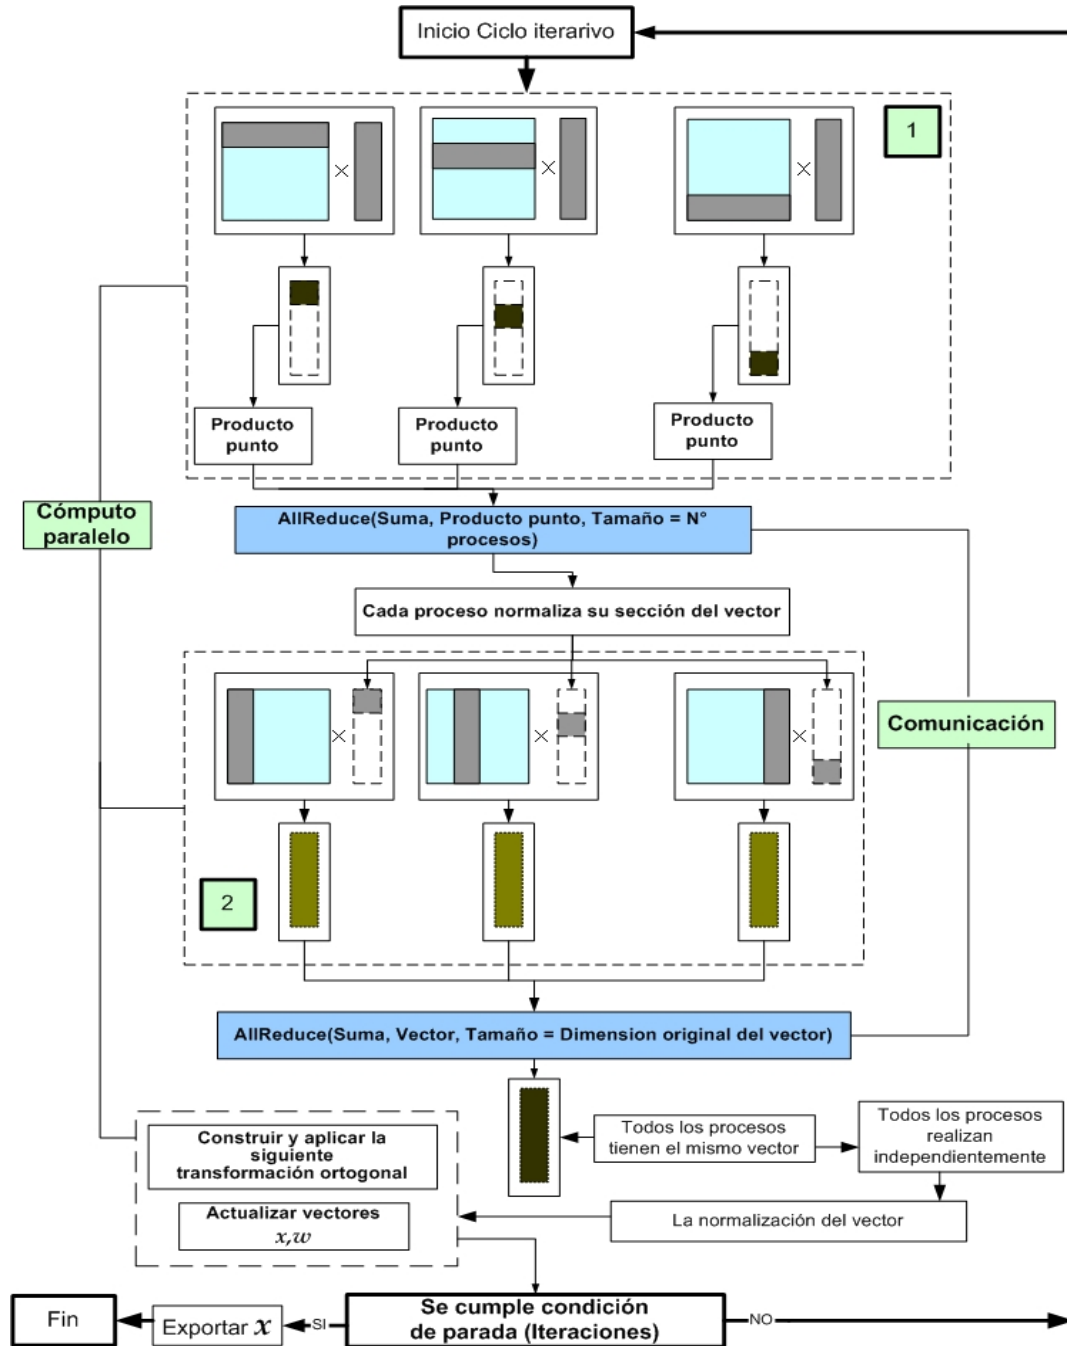 Inicio Ciclo iterarivo
1
×
×
×
Producto
punto
Producto
punto
Producto
punto
Cómputo
paralelo
AllReduce(Suma, Producto punto, Tamaño = N°
procesos)
Cada proceso normaliza su sección del vector
×
×
×
Comunicación
2
AllReduce(Suma, Vector, Tamaño = Dimension original del vector)
Todos los procesos
tienen el mismo vector
Todos los procesos
realizan
independientemente
Construir y aplicar la
siguiente
transformación ortogonal
Actualizar vectores
x,w
La normalización del vector
Fin
Exportar x
SI
Se cumple condición
de parada (Iteraciones)
NO